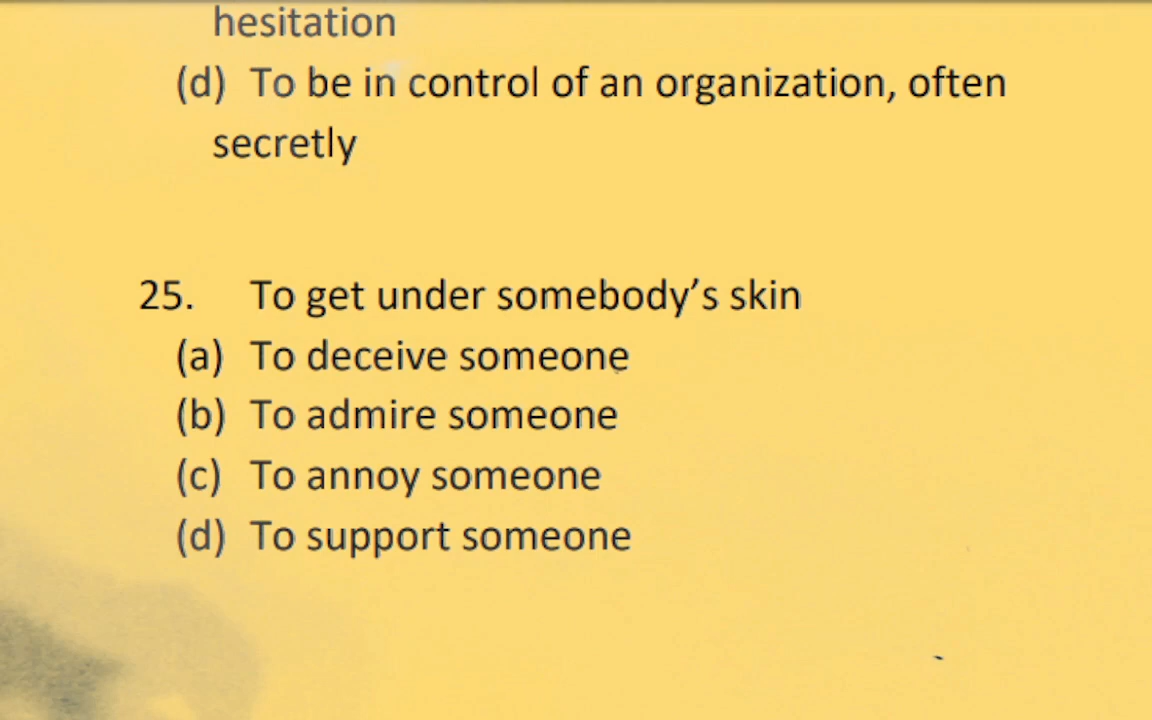 hesitation
(d) To be in control of an organization, often
secretly
25. To get under somebody's skin
(a) To deceive someone
(b) To admire someone
(c) To annoy someone
(d) To support someone